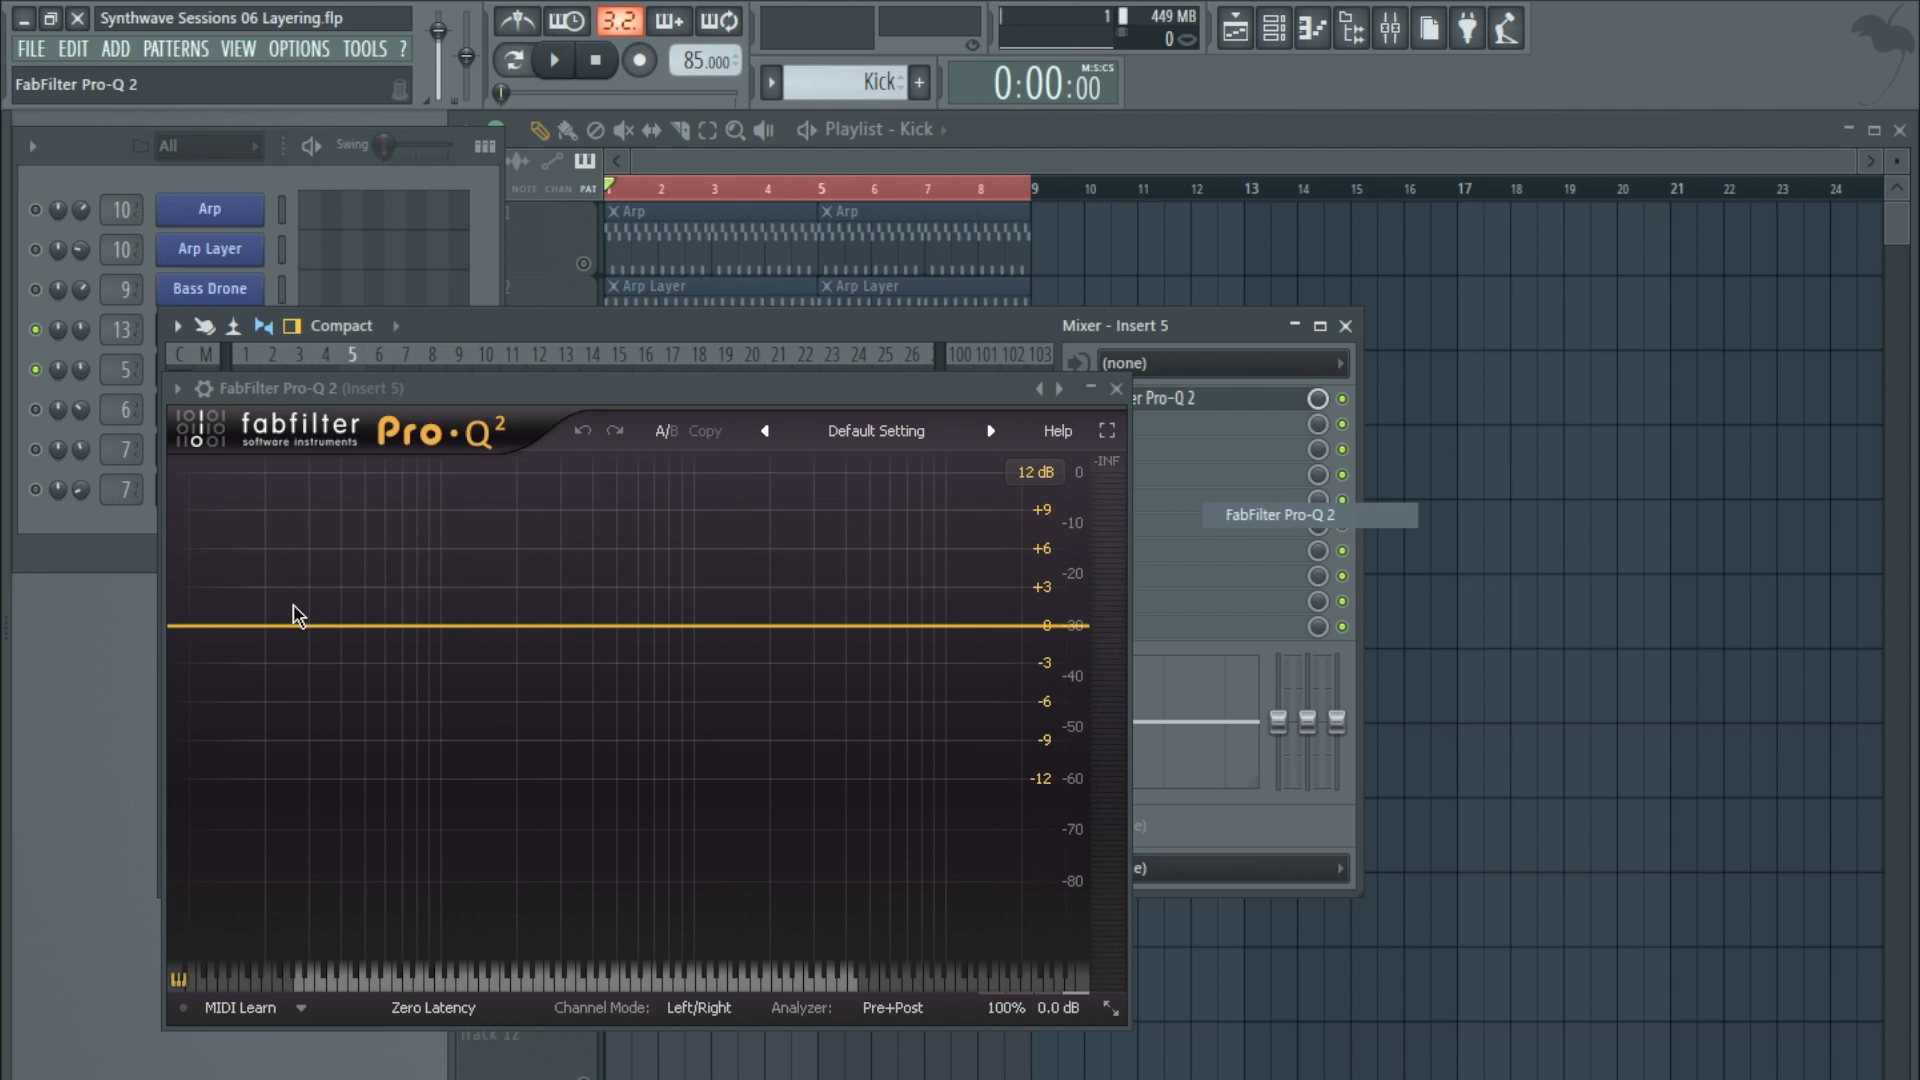 Synthwave Sessions 06 Layering.flp
FILE EDIT ADD PATTERNS VIEW OPTIONS TOOLS ?
FabFilter Pro-Q 2
3.2.
85.000
1
449 MB
0
Kick
+
0:00:00
M:S:CS
All
Swing
Playlist - Kick
NOTE CHAN PAT
2 3 4 5 6 7 8 9 10 11 12 13 14 15 16 17 18 19 20 21 22 23 24
10 Arp
10 Arp Layer
9 Bass Drone
13
5
6
7
7
Arp Arp
Arp Layer Arp Layer
Compact
Mixer - Insert 5
C M 1 2 3 4 5 6 7 8 9 10 11 12 13 14 15 16 17 18 19 20 21 22 23 24 25 26 100 101 102 103
(none)
FabFilter Pro-Q 2 (Insert 5)
er Pro-Q 2
fabfilter
software instruments
Pro·Q²
A/B Copy
Default Setting
Help
-INF
12 dB 0
+9
-10
+6
-20
+3
0 -30
-3
-40
-6
-50
-9
-12 -60
-70
-80
FabFilter Pro-Q 2
e)
e)
MIDI Learn
Zero Latency
Channel Mode: Left/Right
Analyzer: Pre+Post
100% 0.0 dB
Track 12